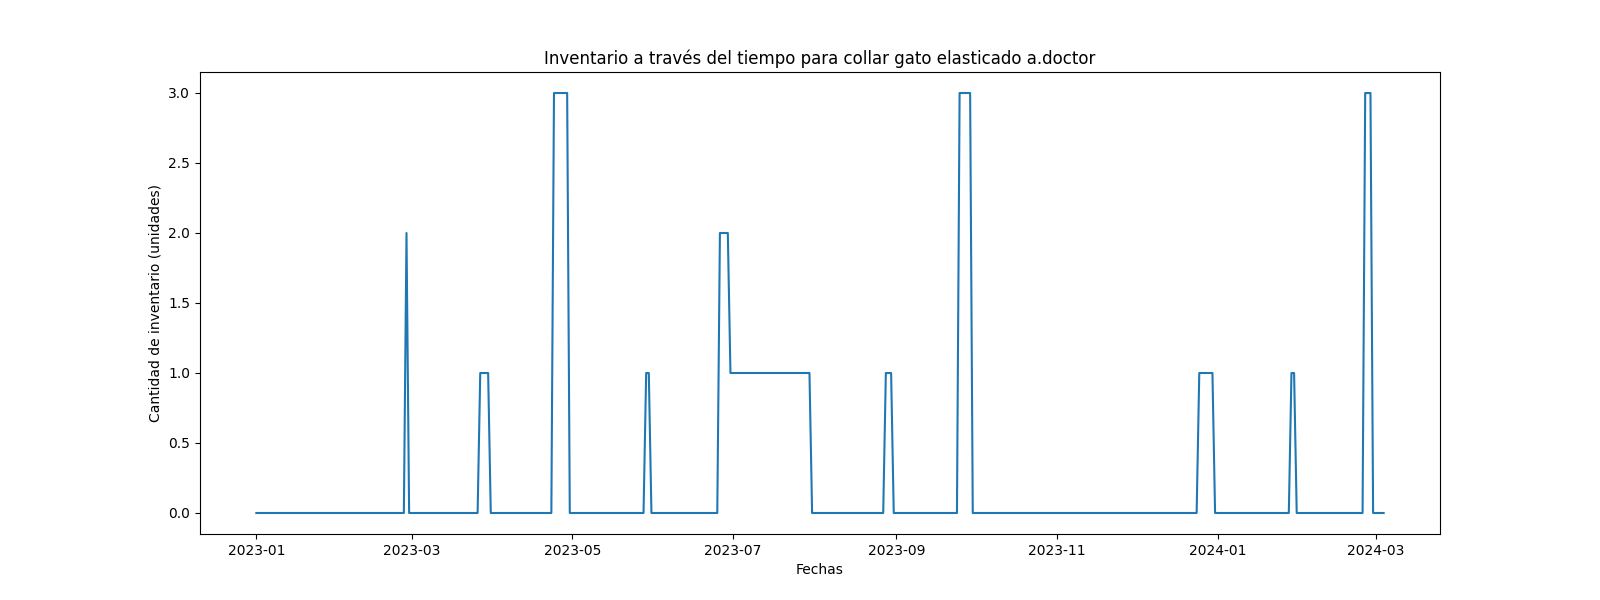 Inventario a través del tiempo para collar gato elasticado a.doctor
Cantidad de inventario (unidades)
3.0
2.5
2.0
1.5
1.0
0.5
0.0
2023-01 2023-03 2023-05 2023-07 2023-09 2023-11 2024-01 2024-03
Fechas